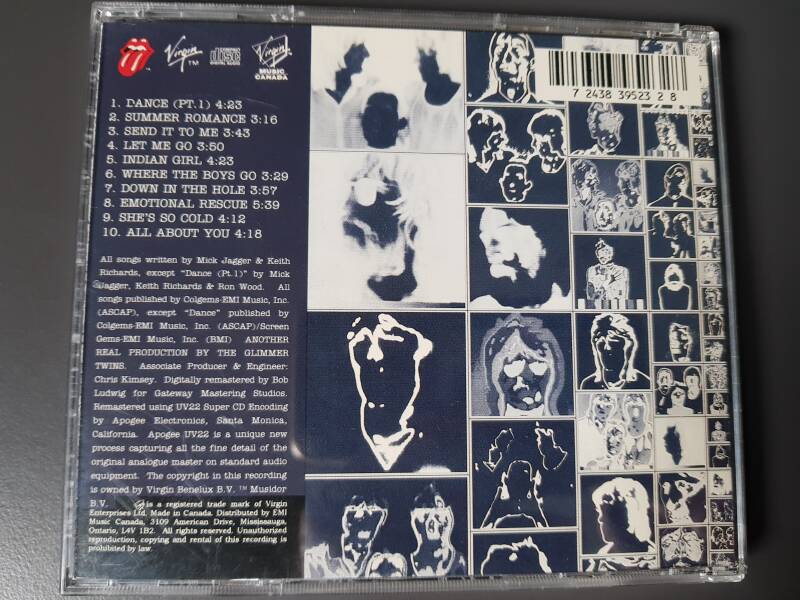 Virgin TM
COMPACT disc DIGITAL AUDIO
Virgin MUSIC CANADA
7 24383 39523 2 8
1. DANCE (PT.1) 4:23
2. SUMMER ROMANCE 3:16
3. SEND IT TO ME 3:43
4. LET ME GO 3:50
5. INDIAN GIRL 4:23
6. WHERE THE BOYS GO 3:29
7. DOWN IN THE HOLE 3:57
8. EMOTIONAL RESCUE 5:39
9. SHE'S SO COLD 4:12
10. ALL ABOUT YOU 4:18
All songs written by Mick Jagger & Keith
Richards, except "Dance (Pt.1)" by Mick
Jagger, Keith Richards & Ron Wood. All
songs published by Colgems-EMI Music, Inc.
(ASCAP), except "Dance" published by
Colgems-EMI Music, Inc. (ASCAP)/Screen
Gems-EMI Music, Inc. (BMI) ANOTHER
REAL PRODUCTION BY THE GLIMMER
TWINS. Associate Producer & Engineer:
Chris Kimsey. Digitally remastered by Bob
Ludwig for Gateway Mastering Studios.
Remastered using UV22 Super CD Encoding
by Apogee Electronics, Santa Monica,
California. Apogee UV22 is a unique new
process capturing all the fine detail of the
original analogue master on standard audio
equipment. The copyright in this recording
is owned by Virgin Benelux B.V. ™ Musidor
B.V. is a registered trade mark of Virgin
Enterprises Ltd. Made in Canada. Distributed by EMI
Music Canada, 3109 American Drive, Mississauga,
Ontario, L4V 1B2. All rights reserved. Unauthorized
reproduction, copying and rental of this recording is
prohibited by law.